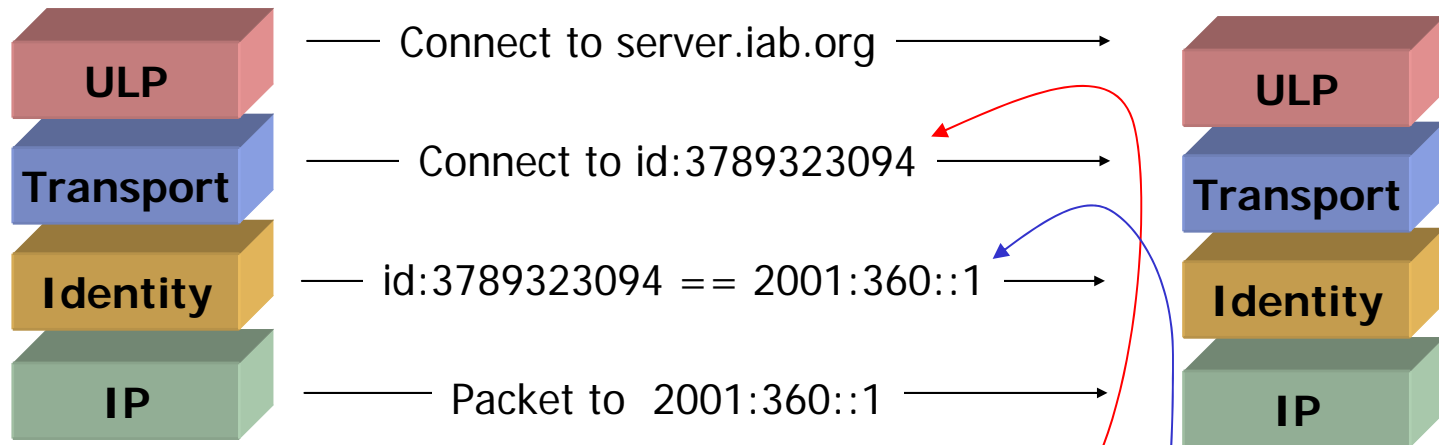 ULP
Connect to server.iab.org
ULP
Transport
Connect to id:3789323094
Transport
Identity
id:3789323094 == 2001:360::1
Identity
IP
Packet to 2001:360::1
IP